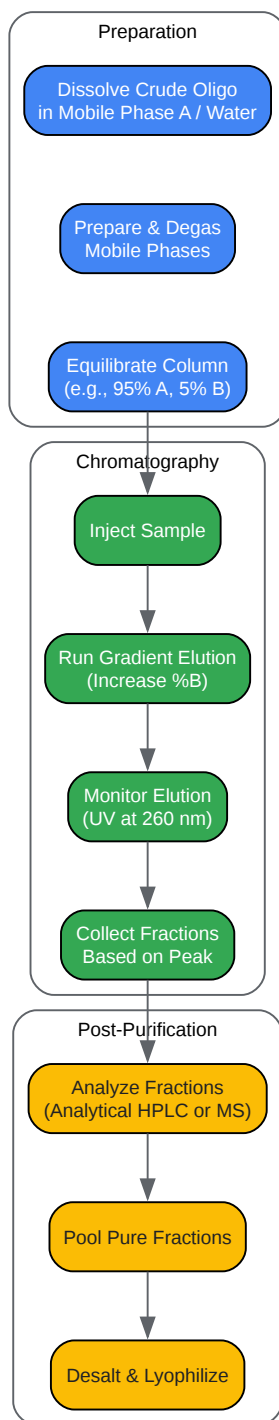 Preparation
Dissolve Crude Oligo
in Mobile Phase A / Water
Prepare & Degas
Mobile Phases
Equilibrate Column
(e.g., 95% A, 5% B)
Chromatography
Inject Sample
Run Gradient Elution
(Increase %B)
Monitor Elution
(UV at 260 nm)
Collect Fractions
Based on Peak
Post-Purification
Analyze Fractions
(Analytical HPLC or MS)
Pool Pure Fractions
Desalt & Lyophilize